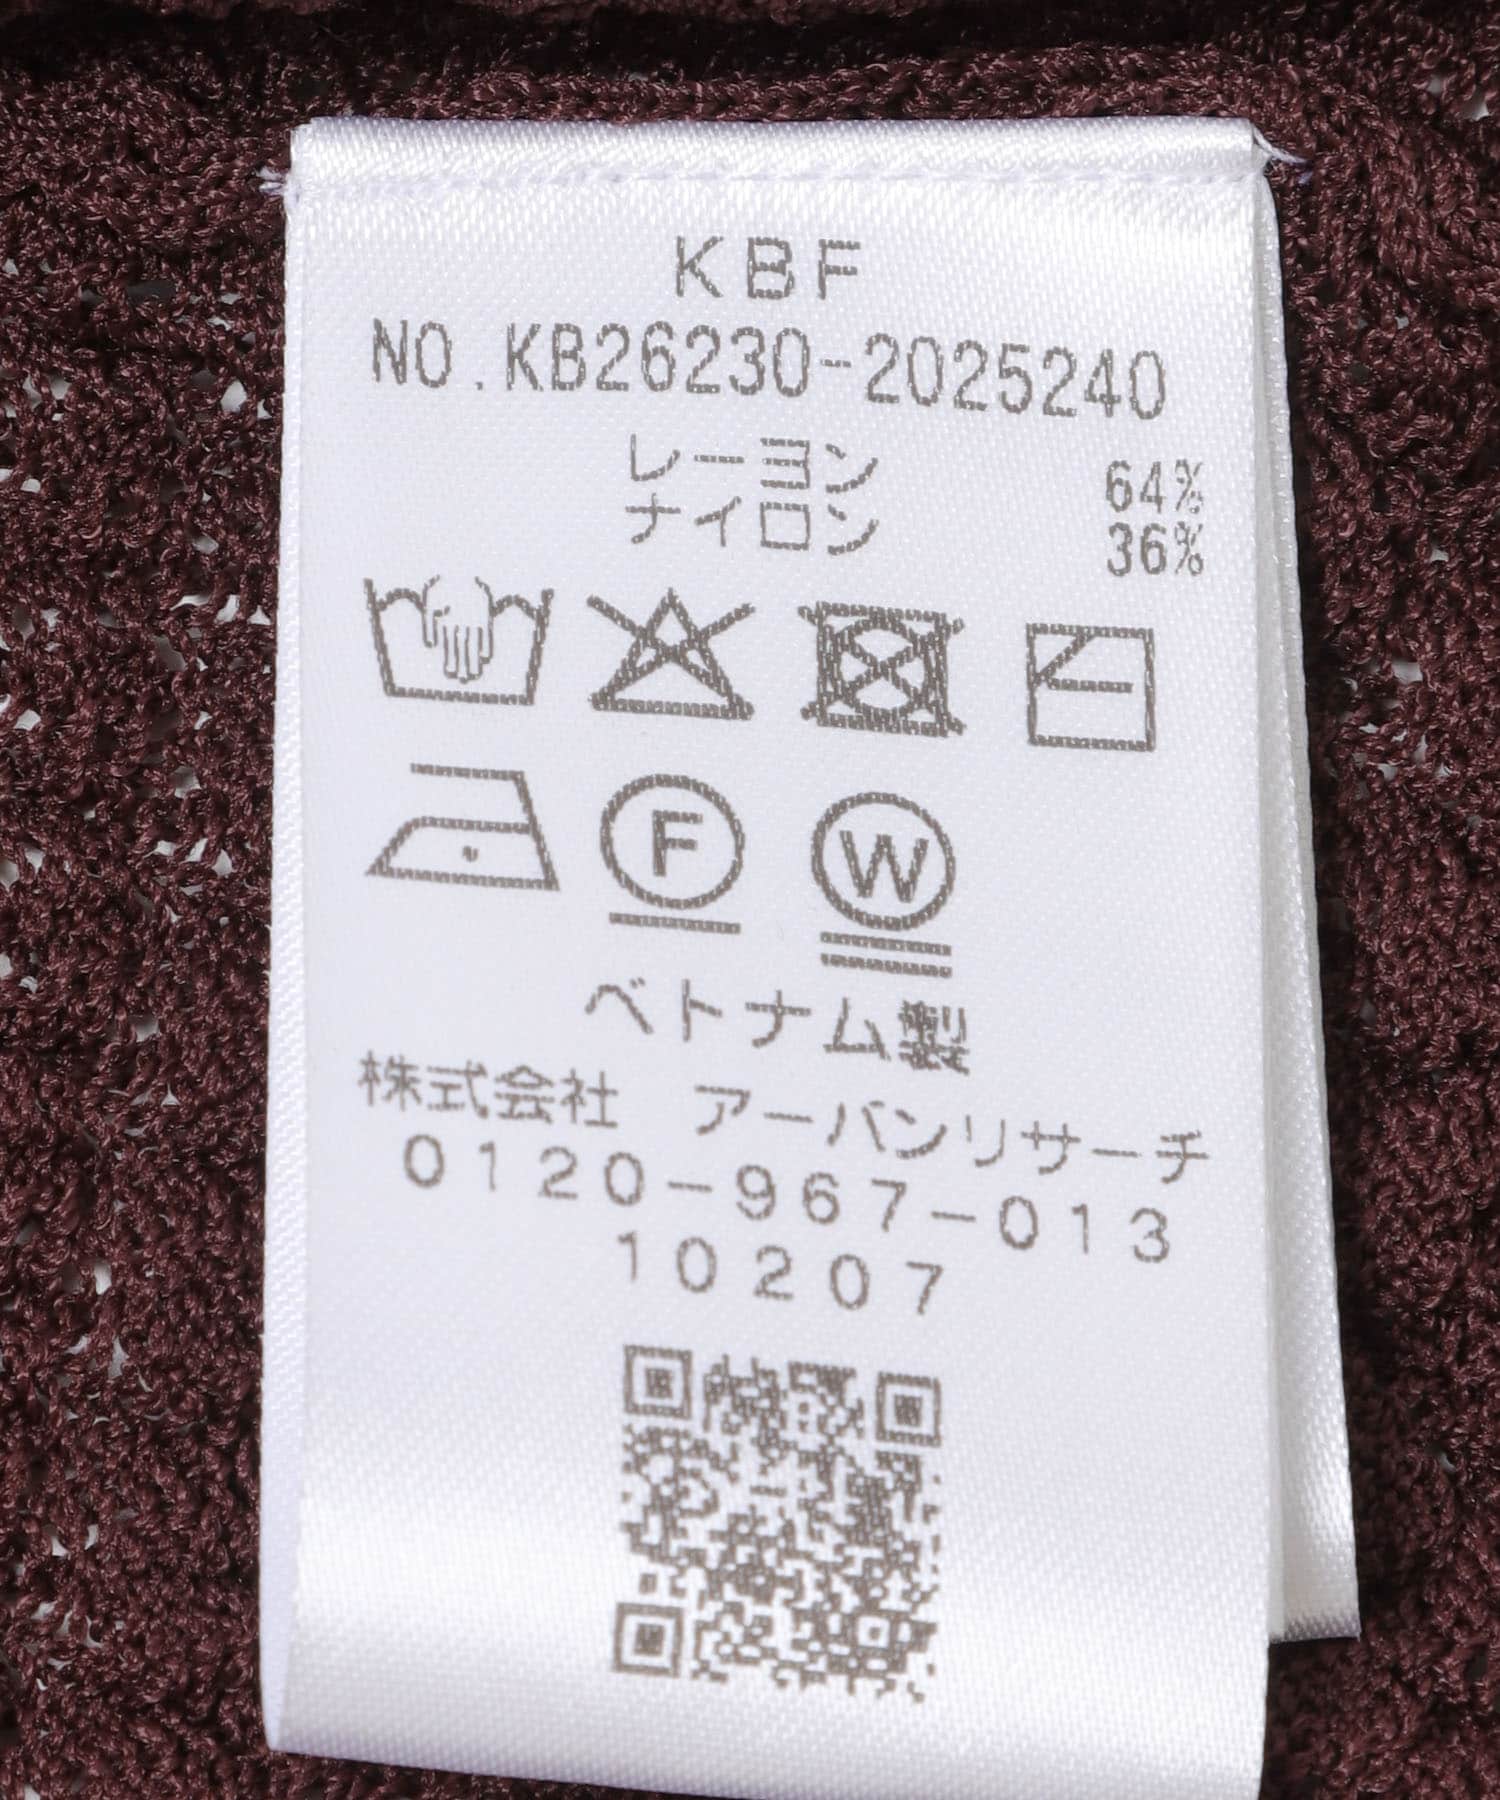 KBF
NO.KB26230-2025240
レーヨン 64%
ナイロン 36%
F
W
ベトナム製
株式会社 アーバンリサーチ
0120-967-013
10207